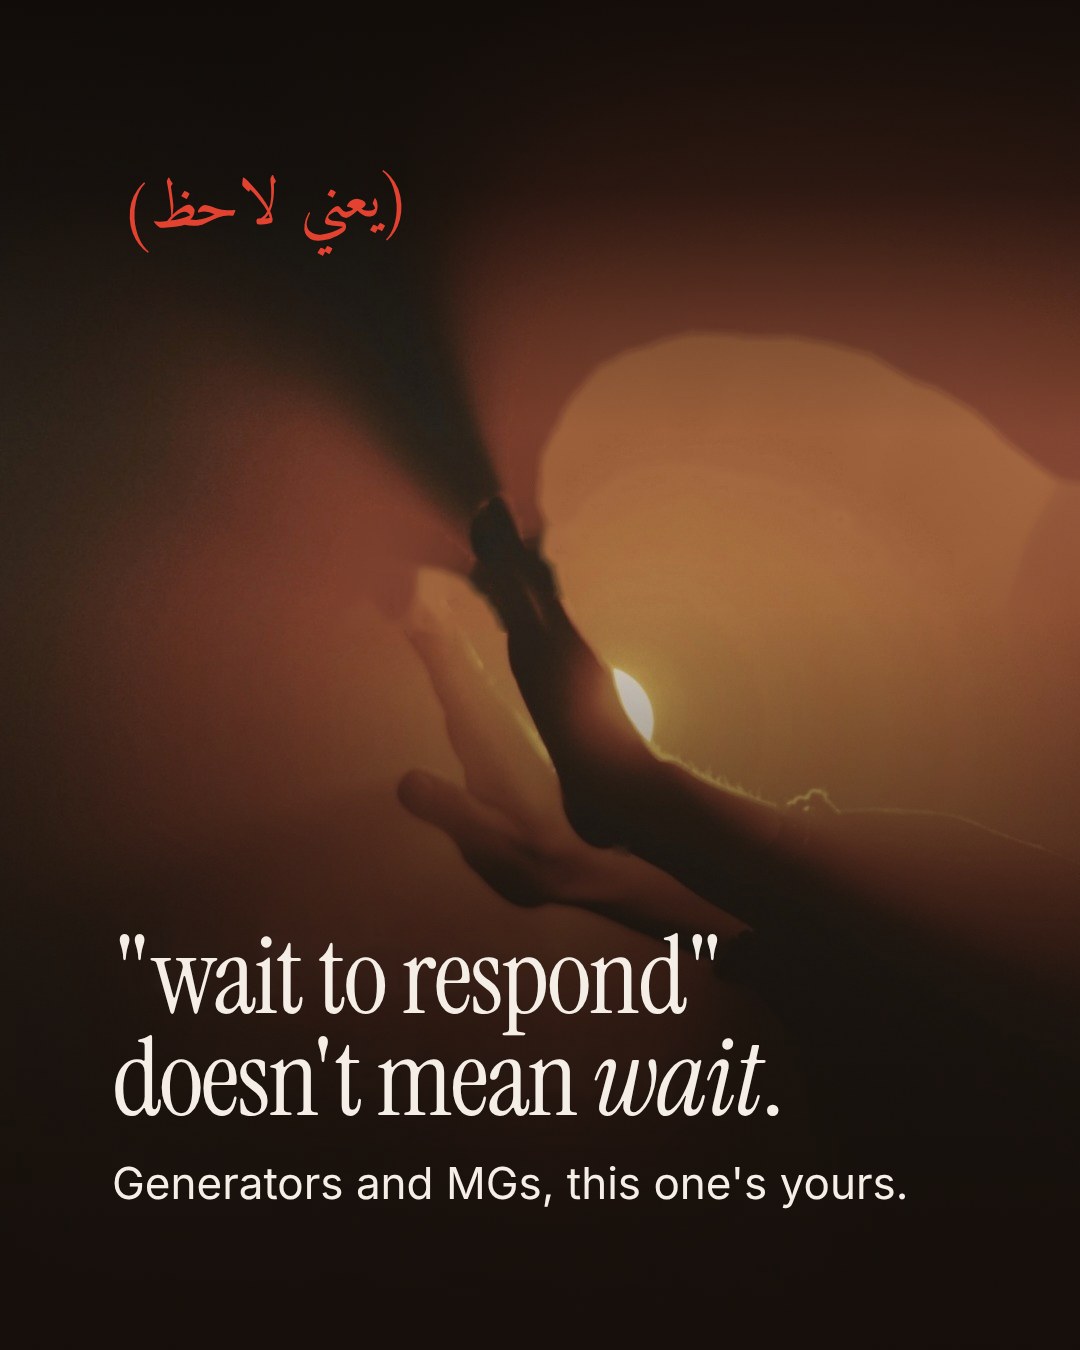 (يعني لاحظ)
"wait to respond"
doesn't mean wait.
Generators and MGs, this one's yours.